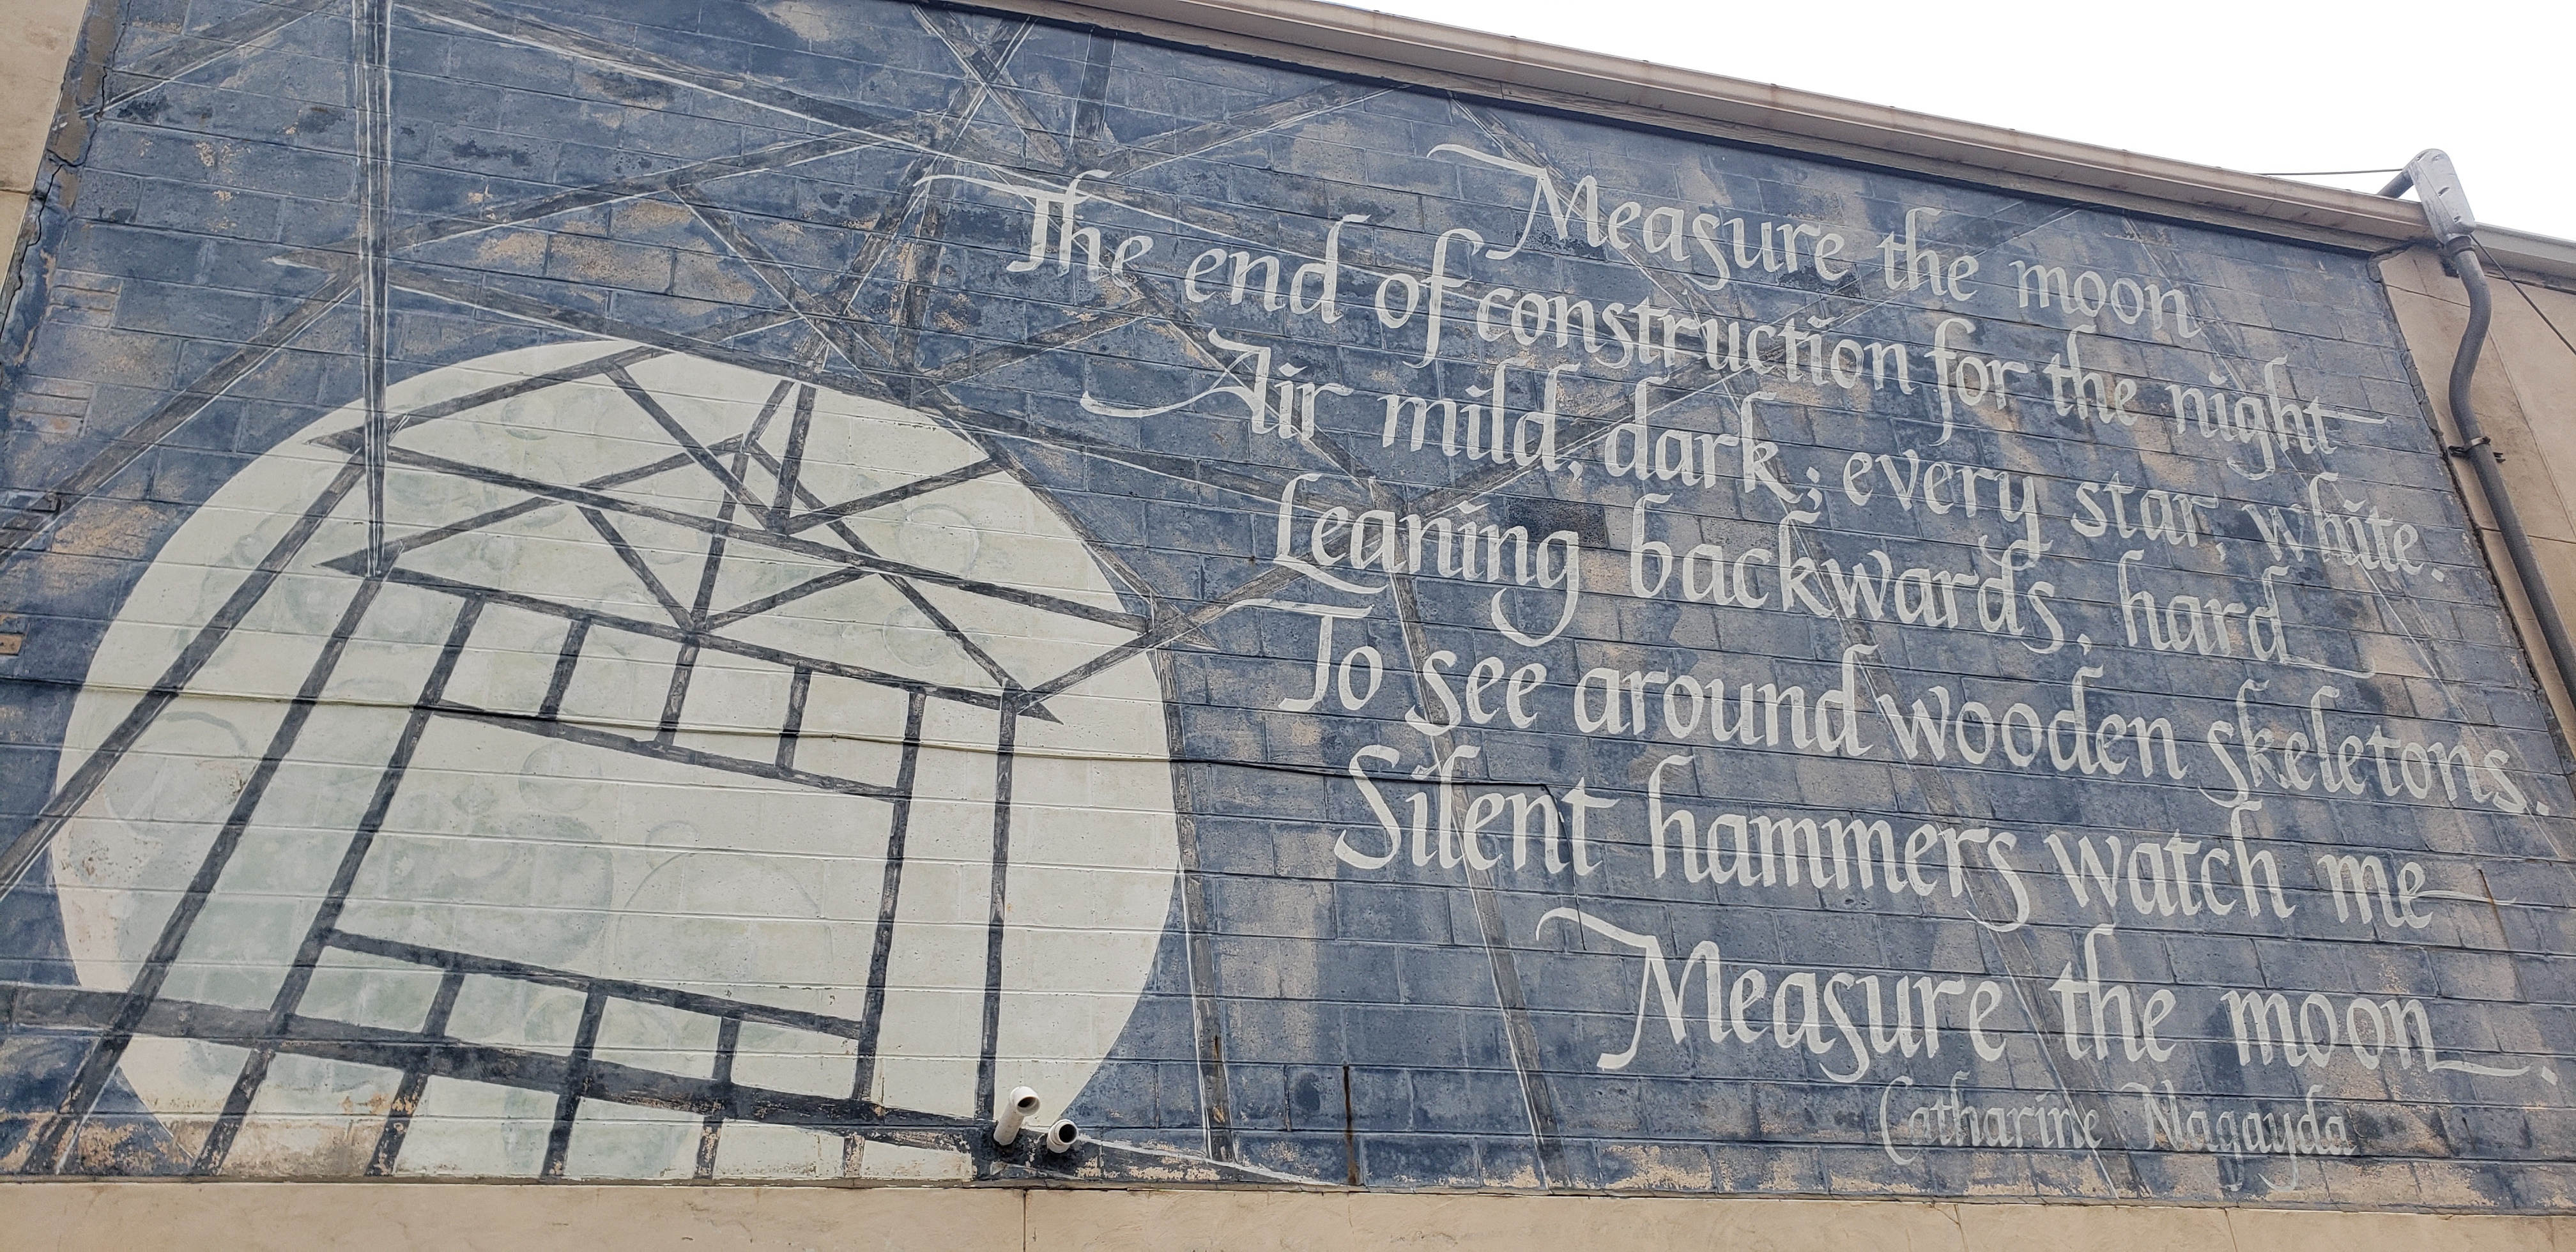 Measure the moon
The end of construction for the night
Air mild, dark; every star, white.
Leaning backwards, hard
To see around wooden skeletons.
Silent hammers watch me
Measure the moon.
Catharine Nagayda